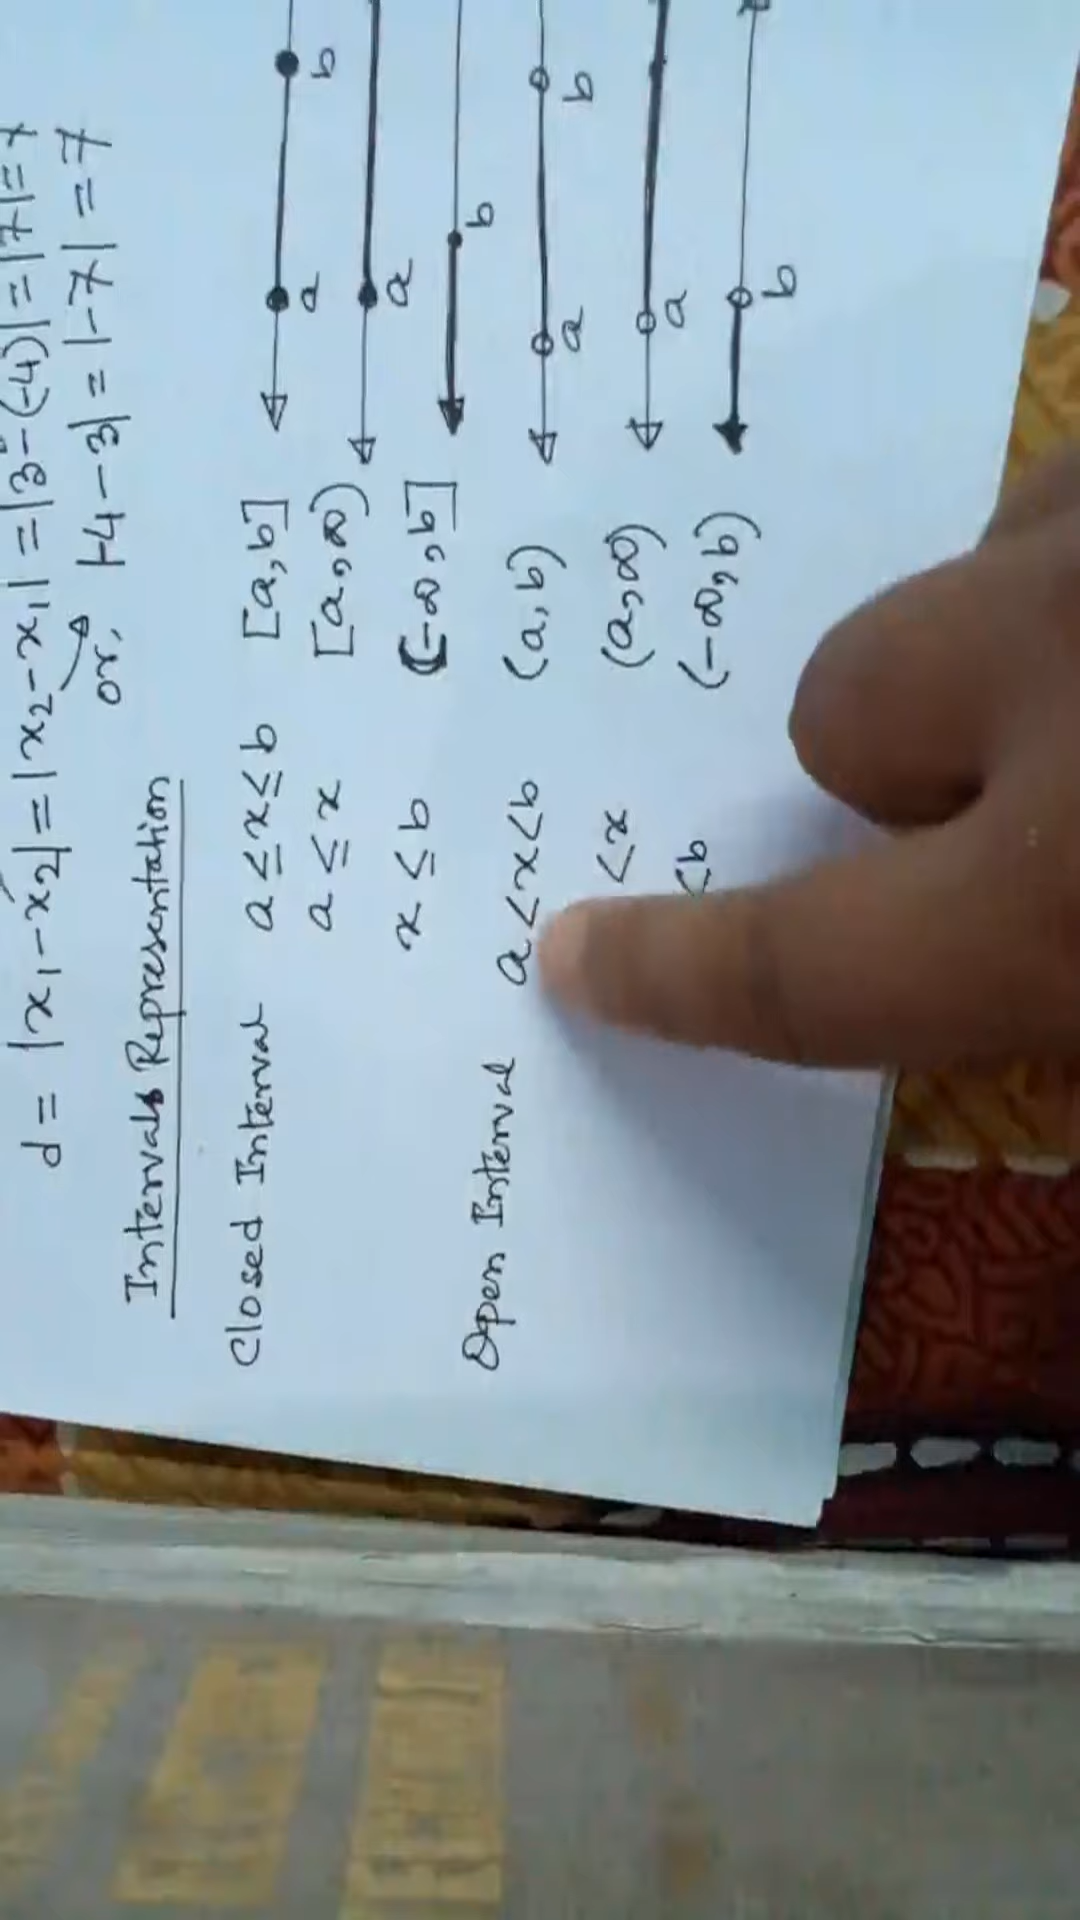 d = |x₁-x₂| = |x₂-x₁| = |3-(-4)| = |7| = 7
or, |-4-3| = |-7| = 7
Intervals Representation
Closed Interval a ≤ x ≤ b [a, b] a b
a ≤ x [a, ∞) a
x ≤ b (-∞, b] b
Open Interval a < x < b (a, b) a b
< x (a, ∞) a
< b (-∞, b) b